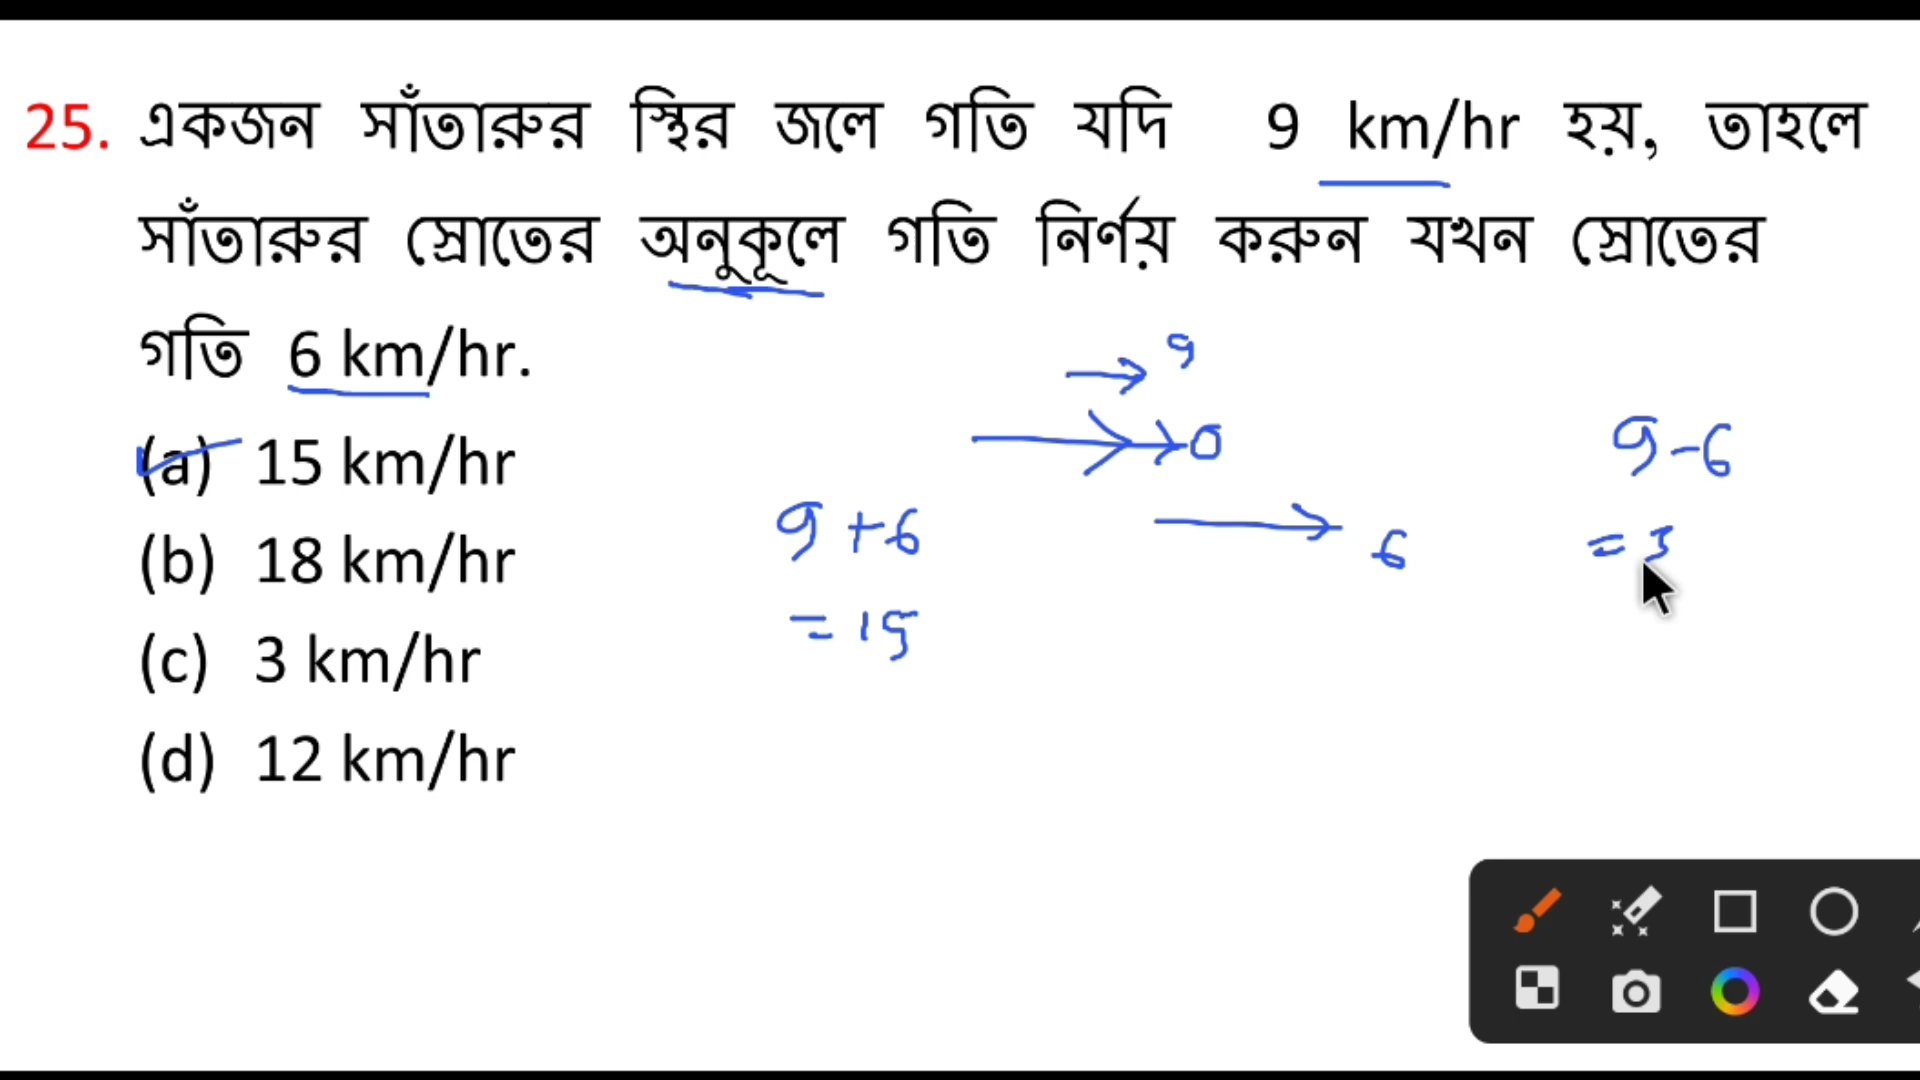 25. একজন সাঁতারুর স্থির জলে গতি যদি 9 km/hr হয়, তাহলে
সাঁতারুর স্রোতের অনুকূলে গতি নির্ণয় করুন যখন স্রোতের
গতি 6 km/hr.
(a) 15 km/hr
(b) 18 km/hr
(c) 3 km/hr
(d) 12 km/hr
9
6
9+6
=15
9-6
=3